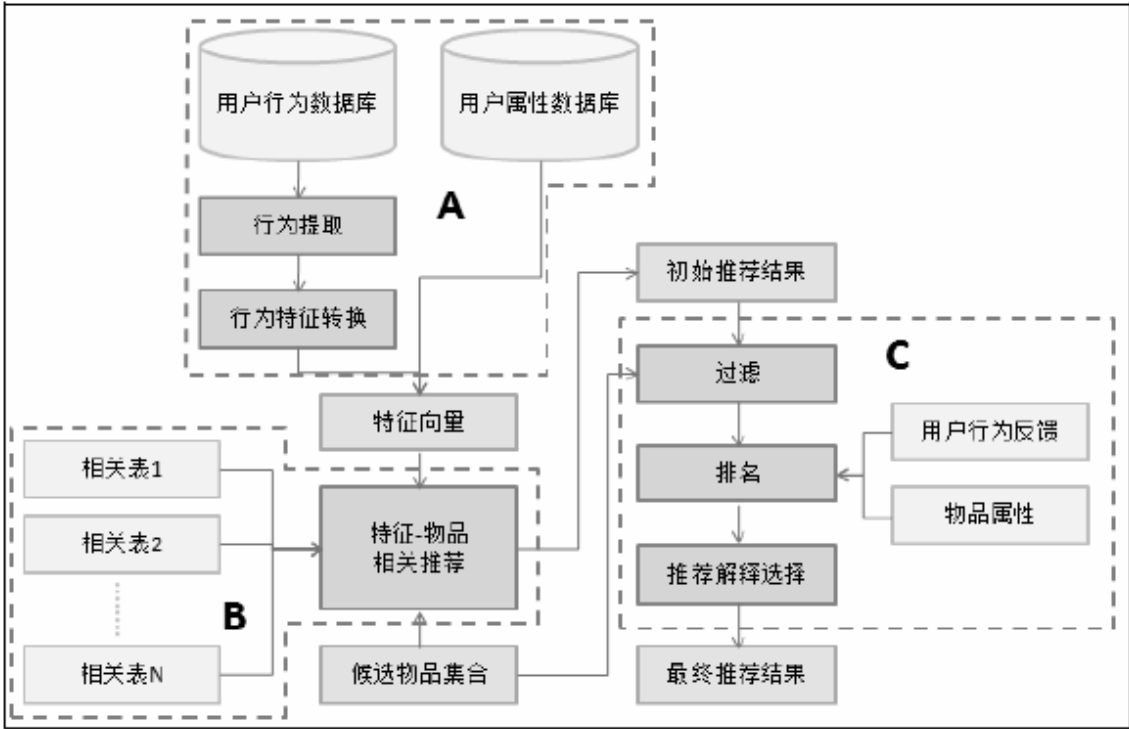 用户行为数据库
用户属性数据库
A
行为提取
行为特征转换
特征向量
相关表1
相关表2
相关表N
B
特征-物品
相关推荐
候选物品集合
初始推荐结果
C
过滤
排名
用户行为反馈
物品属性
推荐解释选择
最终推荐结果